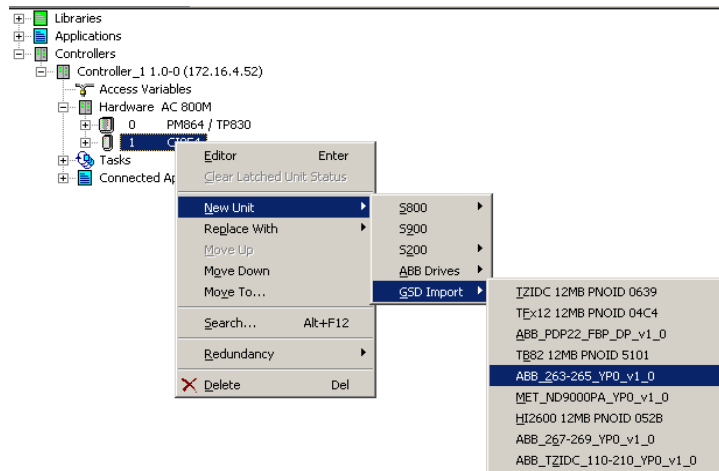 Libraries
Applications
Controllers
Controller_1 1.0-0 (172.16.4.52)
Access Variables
Hardware AC 800M
0 PM864 / TP830
1
Tasks
Connected Ap
Editor Enter
Clear Latched Unit Status
New Unit
Replace With
Move Up
Move Down
Move To...
Search... Alt+F12
Redundancy
Delete Del
S800
S900
S200
ABB Drives
GSD Import
TZIDC 12MB PNOID 0639
TFx12 12MB PNOID 04C4
ABB_PDP22_FBP_DP_v1_0
TB82 12MB PNOID 5101
ABB_263-265_YP0_v1_0
MET_ND9000PA_YP0_v1_0
HI2600 12MB PNOID 052B
ABB_267-269_YP0_v1_0
ABB_TZIDC_110-210_YP0_v1_0